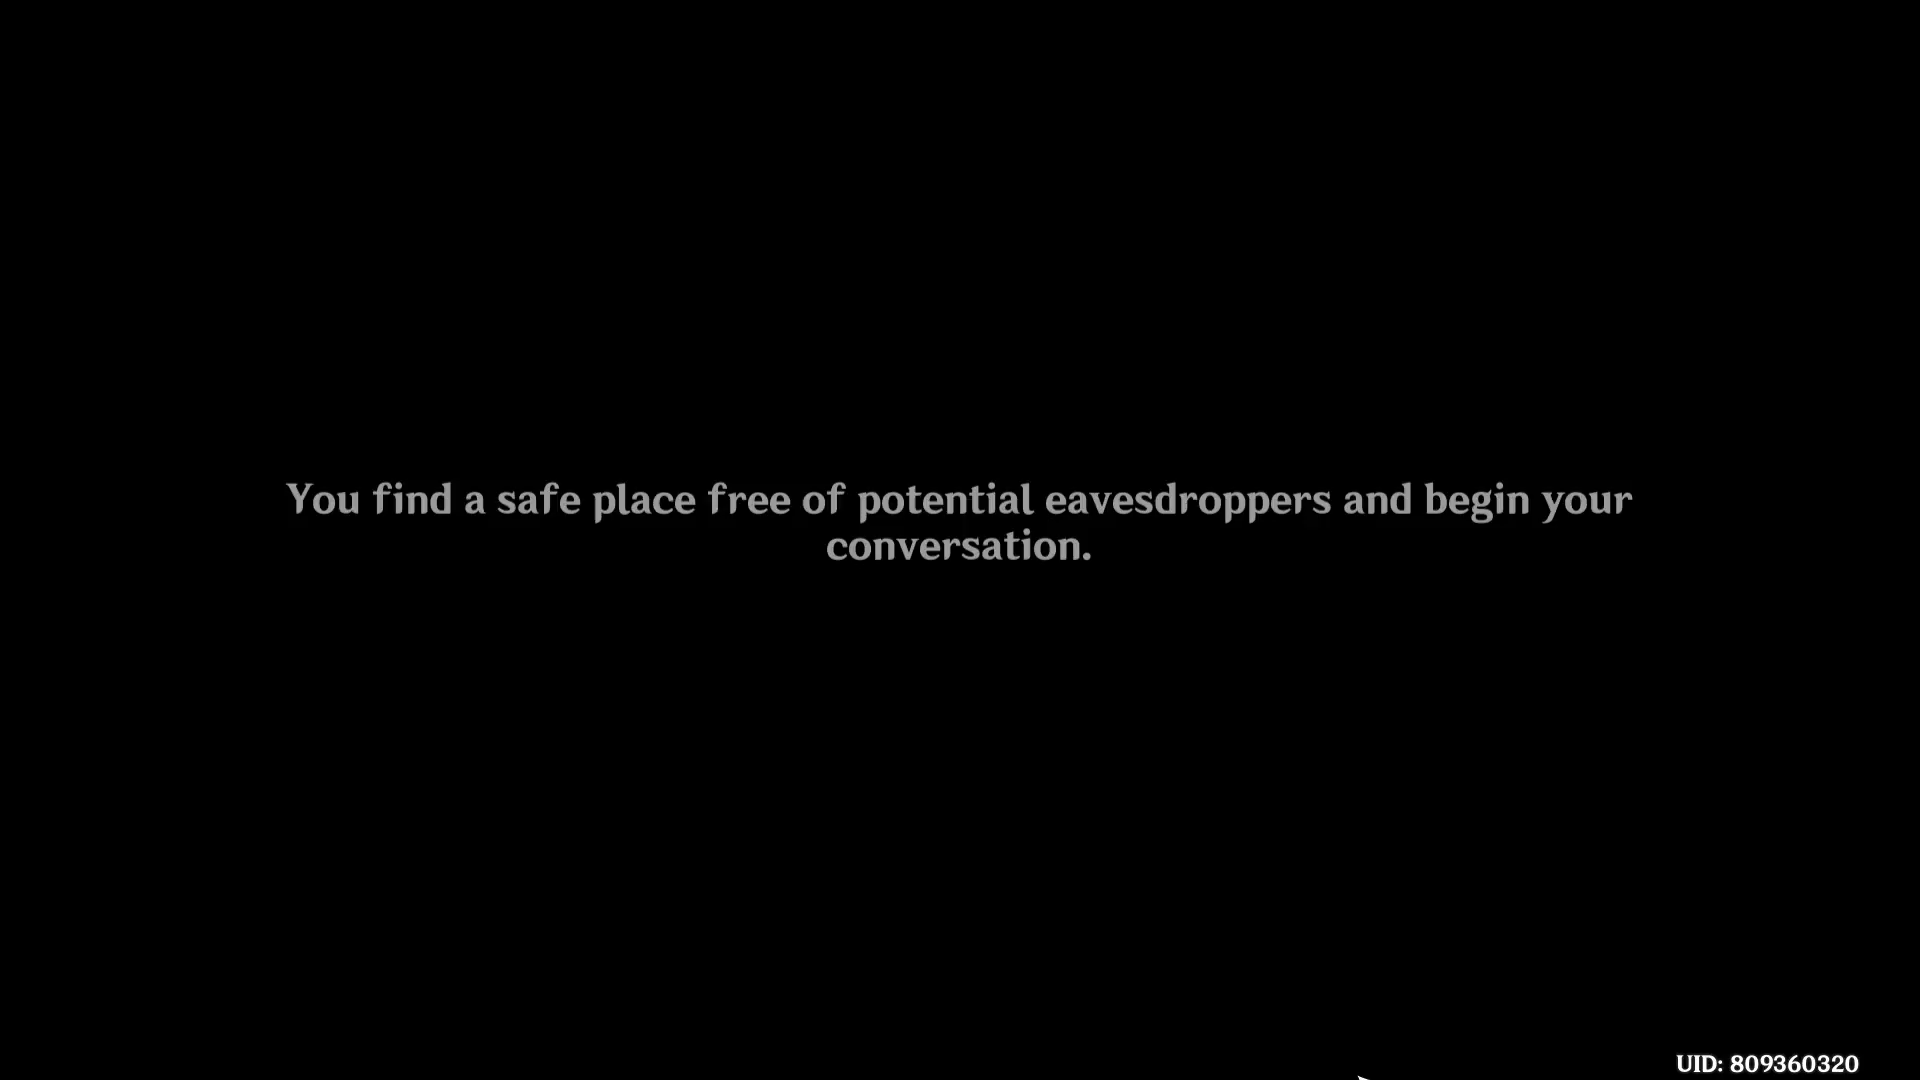 You find a safe place free of potential eavesdroppers and begin your
conversation.
UID: 809360320